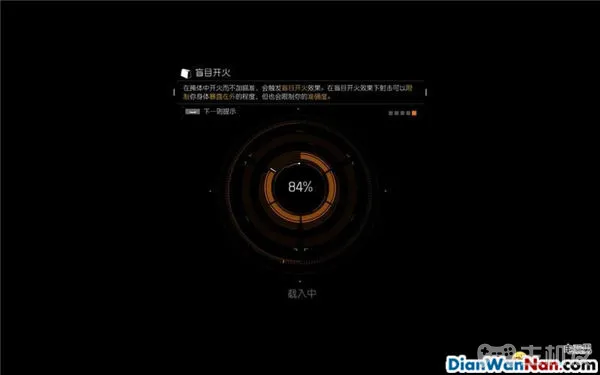 盲目开火
在掩体中开火而不加瞄准、会触发盲目开火效果。在盲目开火效果下射击可以限
制你身体暴露在外的程度、但也会限制你的准确度。
下一则提示
84%
载入中
DianWanNan.com